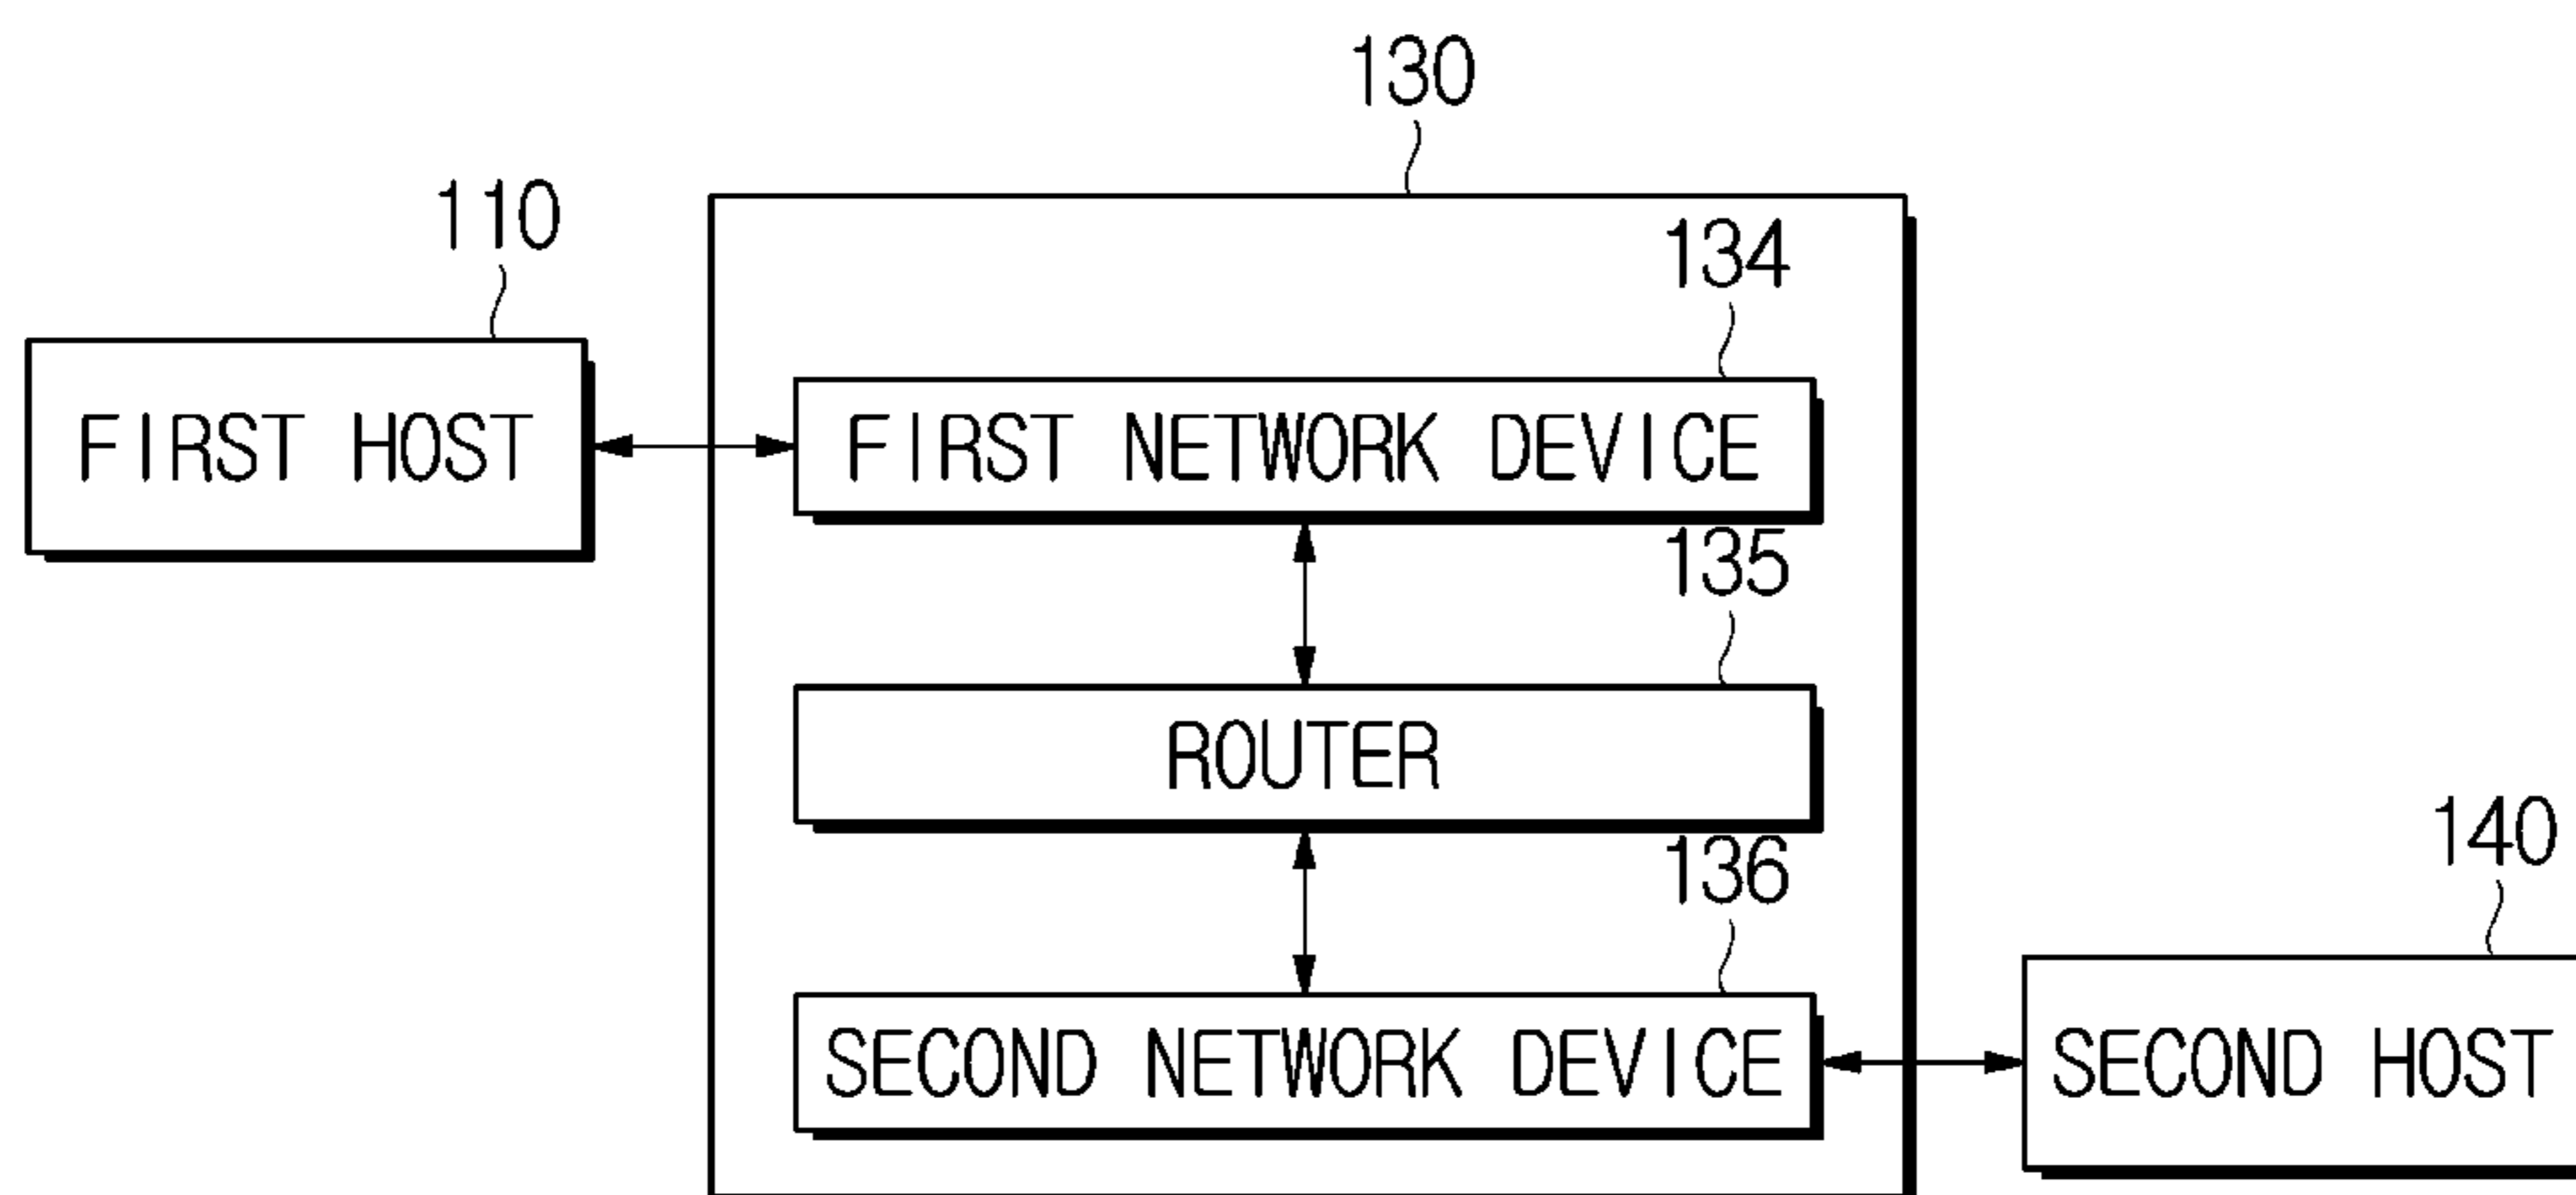 130
110
134
FIRST HOST
FIRST NETWORK DEVICE
135
ROUTER
136
140
SECOND NETWORK DEVICE
SECOND HOST